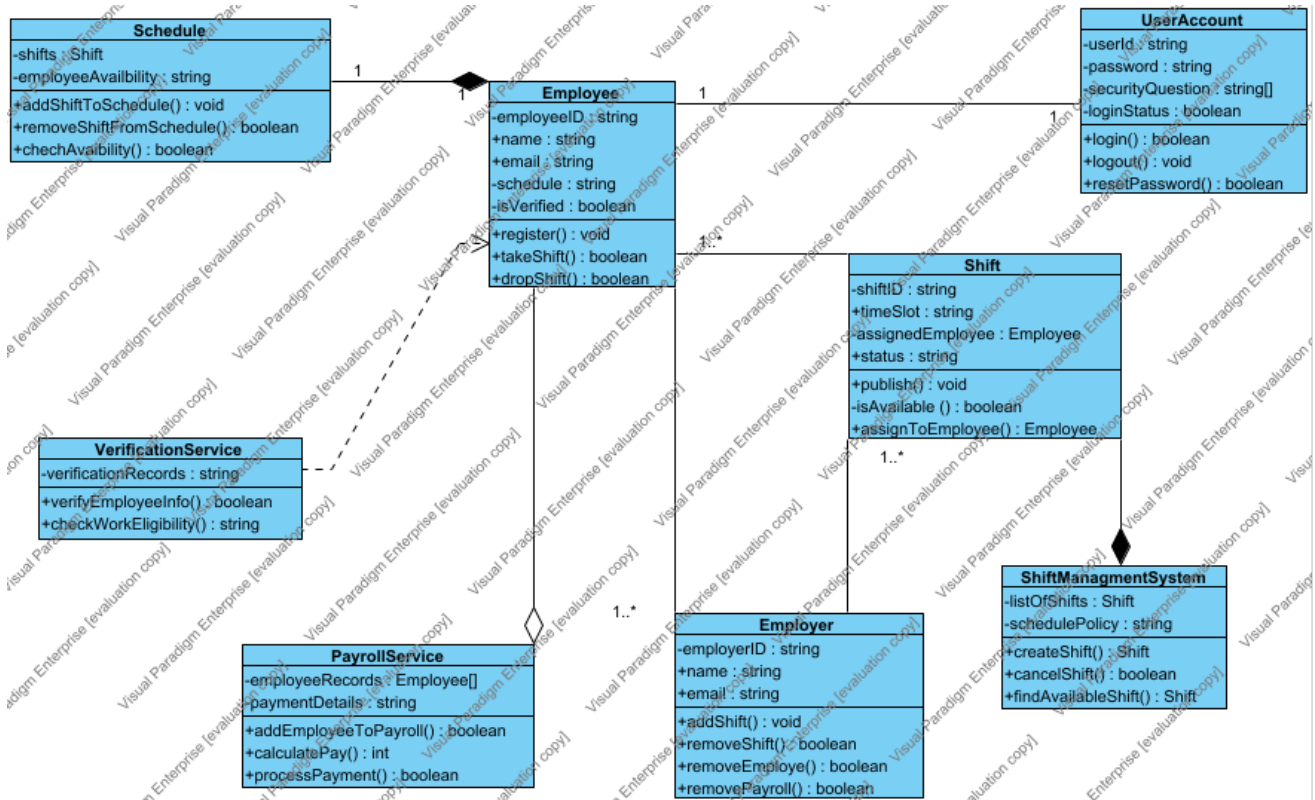 Schedule
-shifts : Shift
-employeeAvailbility : string
+addShiftToSchedule() : void
+removeShiftFromSchedule() : boolean
+chechAvaibility() : boolean
1
1
Employee
-employeeID : string
+name : string
+email : string
-schedule : string
-isVerified : boolean
+register() : void
+takeShift() : boolean
+dropShift() : boolean
1
1
UserAccount
-userId : string
-password : string
-securityQuestion : string[]
-loginStatus : boolean
+login() : boolean
+logout() : void
+resetPassword() : boolean
1..*
Shift
-shiftID : string
+timeSlot : string
-assignedEmployee : Employee
+status : string
+publish() : void
-isAvailable () : boolean
+assignToEmployee() : Employee
1..*
VerificationService
-verificationRecords : string
+verifyEmployeeInfo() : boolean
+checkWorkEligibility() : string
1..*
PayrollService
-employeeRecords : Employee[]
-paymentDetails : string
+addEmployeeToPayroll() : boolean
+calculatePay() : int
+processPayment() : boolean
Employer
-employerID : string
+name : string
+email : string
+addShift() : void
+removeShift() : boolean
+removeEmploye() : boolean
+removePayroll() : boolean
ShiftManagmentSystem
-listOfShifts : Shift
-schedulePolicy : string
+createShift() : Shift
+cancelShift() : boolean
+findAvailableShift() : Shift
Visual Paradigm Enterprise [evaluation copy]